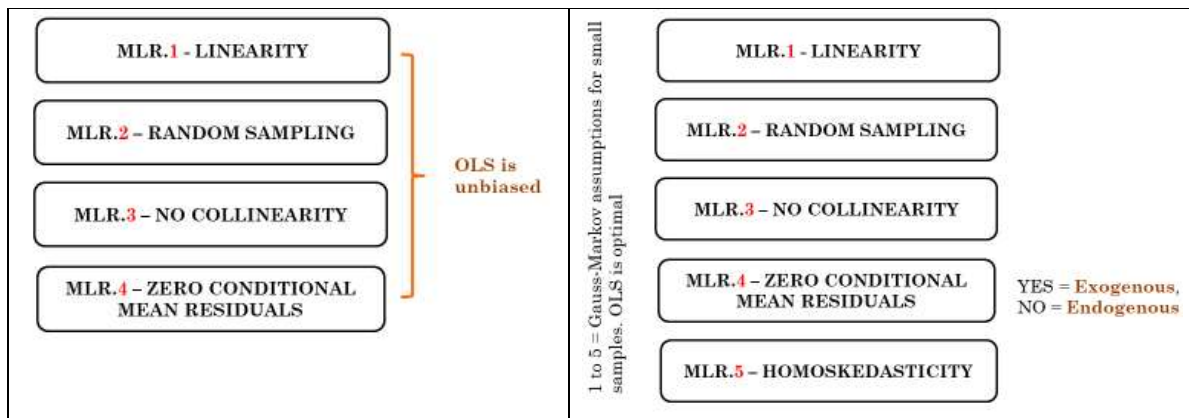 MLR.1 - LINEARITY
MLR.2 – RANDOM SAMPLING
MLR.3 – NO COLLINEARITY
MLR.4 – ZERO CONDITIONAL
MEAN RESIDUALS
OLS is
unbiased
1 to 5 = Gauss-Markov assumptions for small
samples. OLS is optimal
MLR.1 - LINEARITY
MLR.2 – RANDOM SAMPLING
MLR.3 – NO COLLINEARITY
MLR.4 – ZERO CONDITIONAL
MEAN RESIDUALS
YES = Exogenous,
NO = Endogenous
MLR.5 – HOMOSKEDASTICITY